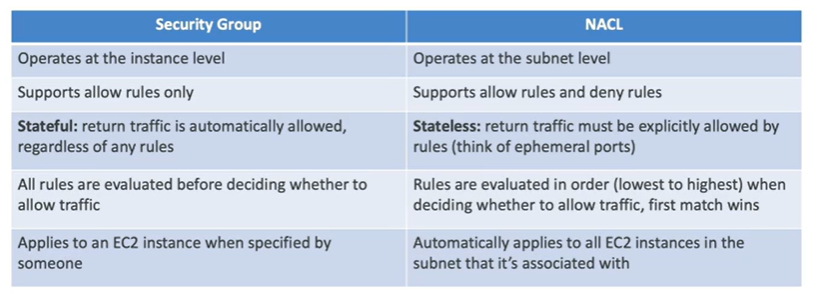 Security Group
NACL
Operates at the instance level
Operates at the subnet level
Supports allow rules only
Supports allow rules and deny rules
Stateful: return traffic is automatically allowed,
regardless of any rules
Stateless: return traffic must be explicitly allowed by
rules (think of ephemeral ports)
All rules are evaluated before deciding whether to
allow traffic
Rules are evaluated in order (lowest to highest) when
deciding whether to allow traffic, first match wins
Applies to an EC2 instance when specified by
someone
Automatically applies to all EC2 instances in the
subnet that it's associated with